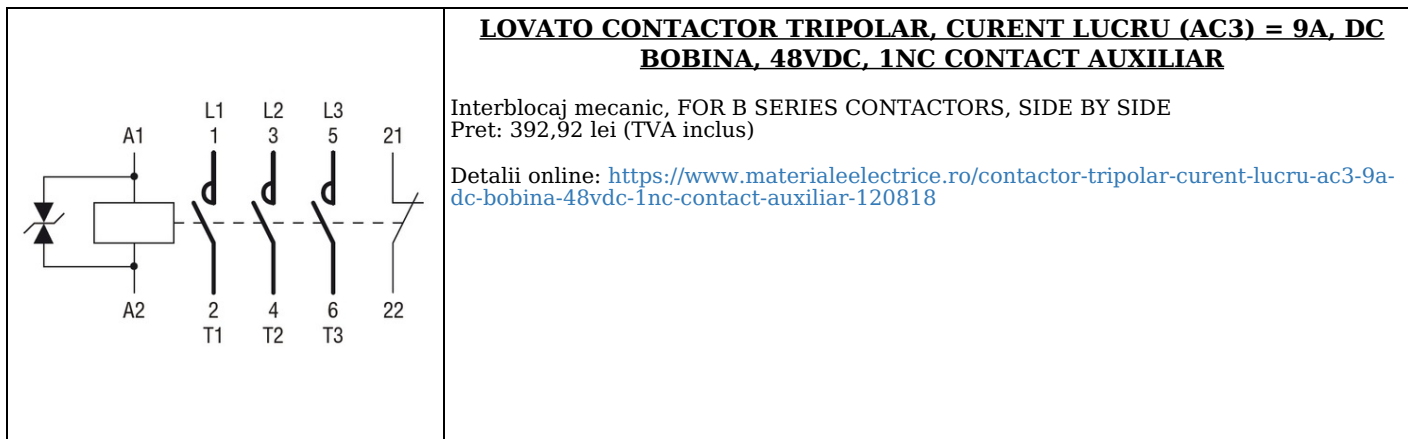 LOVATO CONTACTOR TRIPOLAR, CURENT LUCRU (AC3) = 9A, DC
BOBINA, 48VDC, 1NC CONTACT AUXILIAR
L1 L2 L3
A1 1 3 5 21
A2 2 4 6 22
T1 T2 T3
Interblocaj mecanic, FOR B SERIES CONTACTORS, SIDE BY SIDE
Pret: 392,92 lei (TVA inclus)
Detalii online: https://www.materialeelectrice.ro/contactor-tripolar-curent-lucru-ac3-9a-
dc-bobina-48vdc-1nc-contact-auxiliar-120818